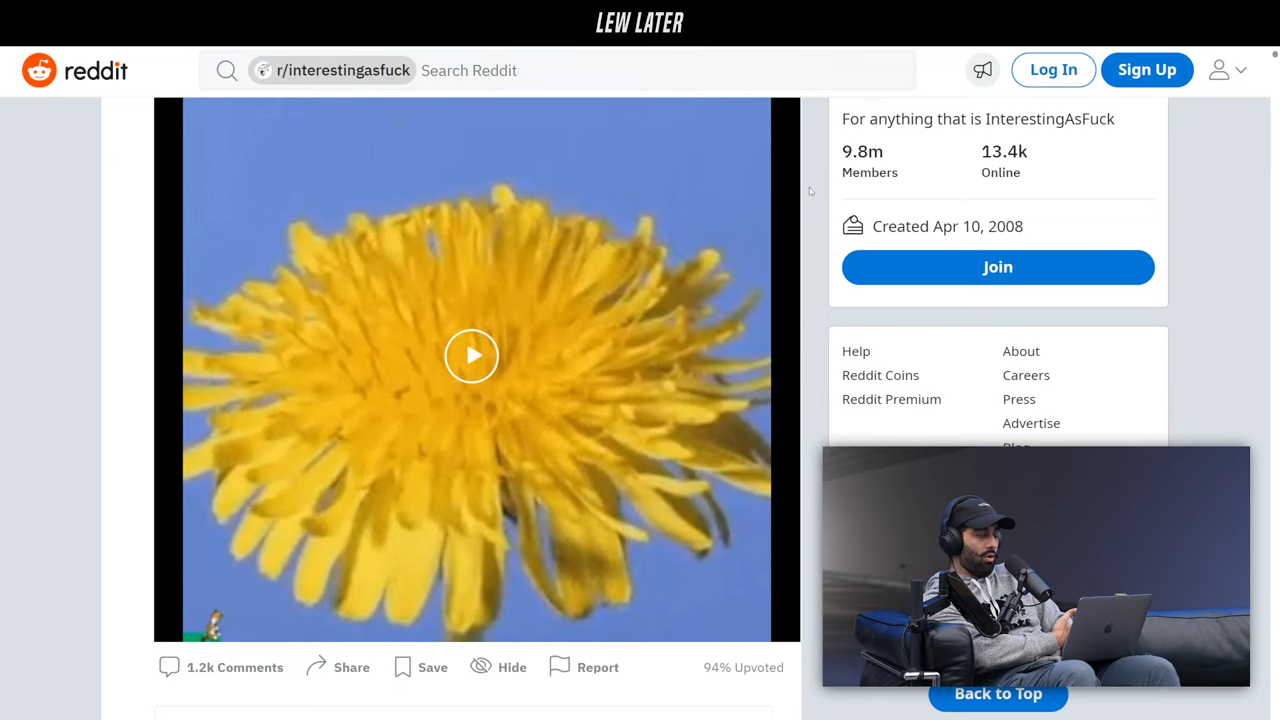 LEW LATER
reddit
r/interestingasfuck
Search Reddit
Log In
Sign Up
For anything that is InterestingAsFuck
9.8m
13.4k
Members
Online
Created Apr 10, 2008
Join
Help
About
Reddit Coins
Careers
Reddit Premium
Press
Advertise
1.2k Comments
Share
Save
Hide
Report
94% Upvoted
Back to Top